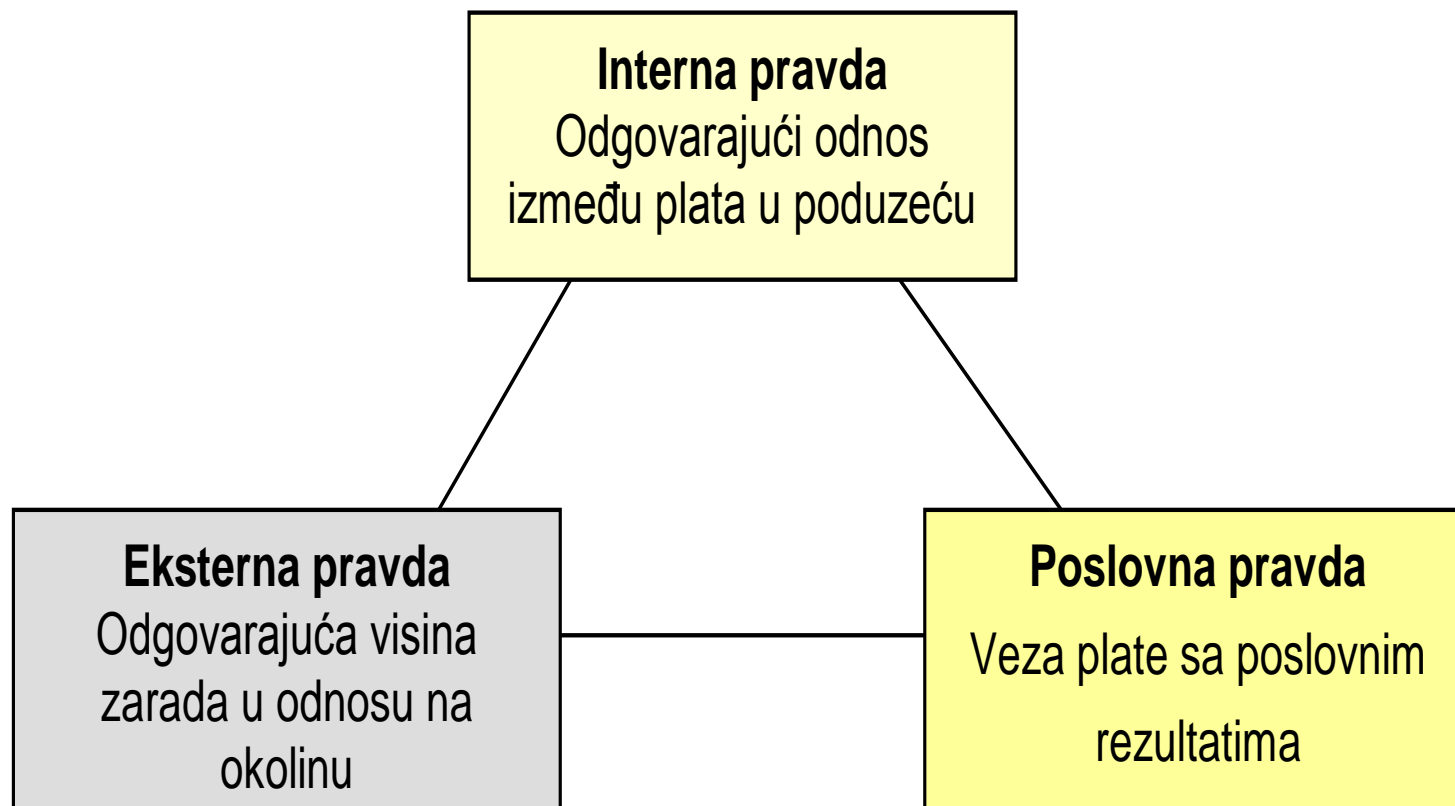 Interna pravda
Odgovarajući odnos
između plata u poduzeću
Eksterna pravda
Odgovarajuća visina
zarada u odnosu na
okolinu
Poslovna pravda
Veza plate sa poslovnim
rezultatima